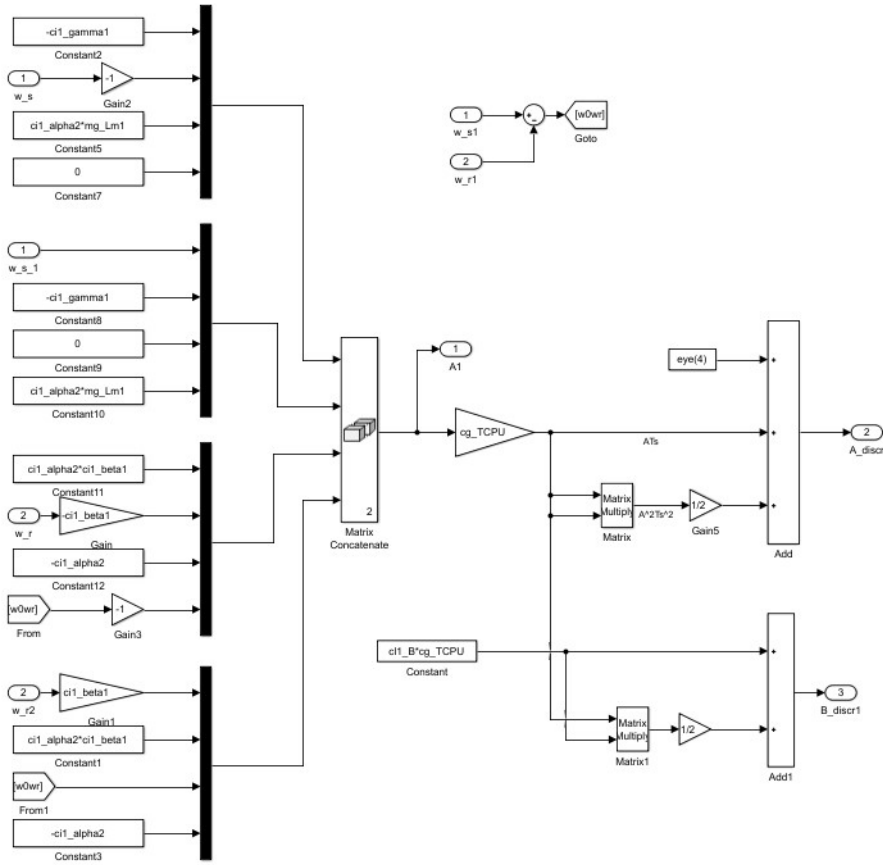 -ci1_gamma1
Constant2
1
w_s
-1
Gain2
ci1_alpha2*mg_Lm1
Constant5
0
Constant7
1
w_s1
+
−
[w0wr]
Goto
2
w_r1
1
w_s_1
-ci1_gamma1
Constant8
0
Constant9
ci1_alpha2*mg_Lm1
Constant10
ci1_alpha2*ci1_beta1
Constant11
2
w_r
-ci1_beta1
Gain
-ci1_alpha2
Constant12
[w0wr]
From
-1
Gain3
2
w_r2
ci1_beta1
Gain1
ci1_alpha2*ci1_beta1
Constant1
[w0wr]
From1
-ci1_alpha2
Constant3
2
Matrix
Concatenate
1
A1
cg_TCPU
ATs
Matrix
Multiply
Matrix
A^2Ts^2
1/2
Gain5
eye(4)
+
+
+
Add
2
A_discr
cI1_B*cg_TCPU
Constant
Matrix
Multiply
Matrix1
1/2
+
+
Add1
3
B_discr1